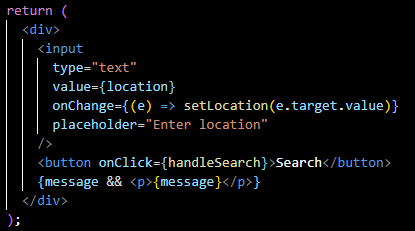 return (
<div>
<input
type="text"
value={location}
onChange={(e) => setLocation(e.target.value)}
placeholder="Enter location"
/>
<button onClick={handleSearch}>Search</button>
{message && <p>{message}</p>}
</div>
);